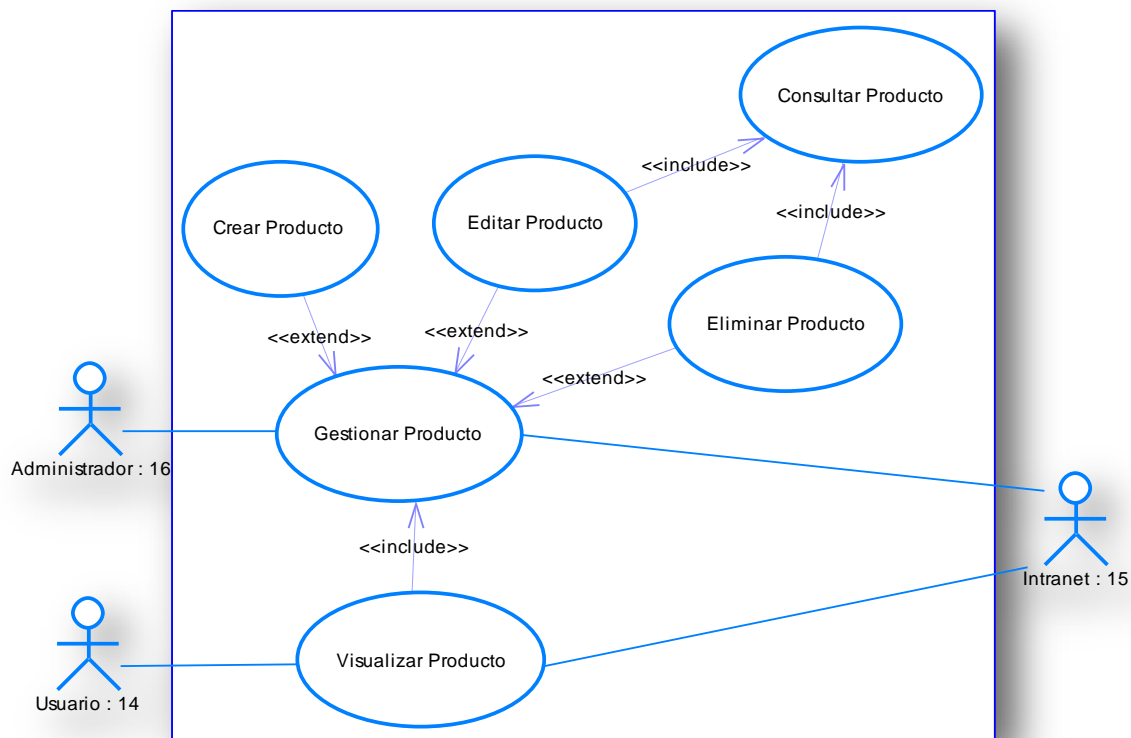 Consultar Producto
<<include>>
Crear Producto
Editar Producto
<<include>>
Eliminar Producto
<<extend>>
<<extend>>
<<extend>>
Gestionar Producto
Administrador : 16
<<include>>
Intranet : 15
Visualizar Producto
Usuario : 14